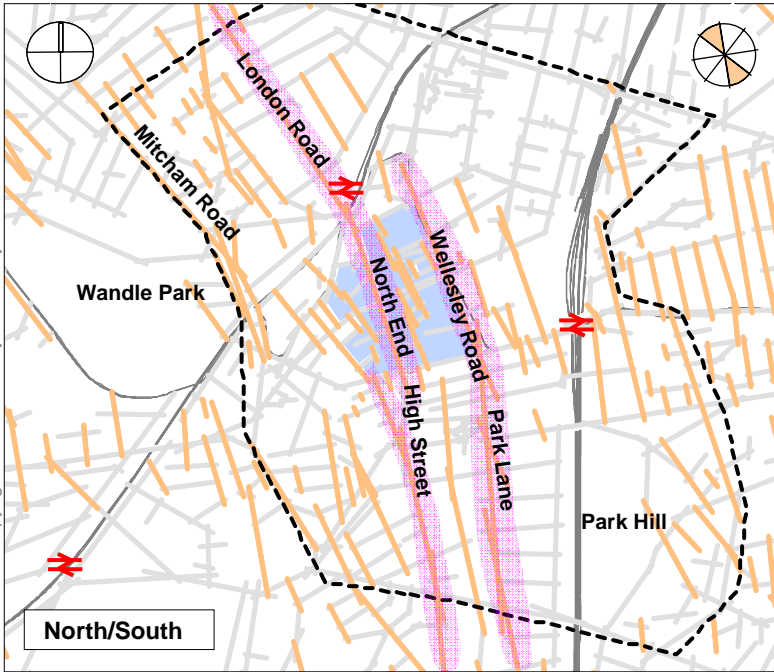 London Road
Mitcham Road
Wandle Park
North End
Wellesley Road
High Street
Park Lane
Park Hill
North/South